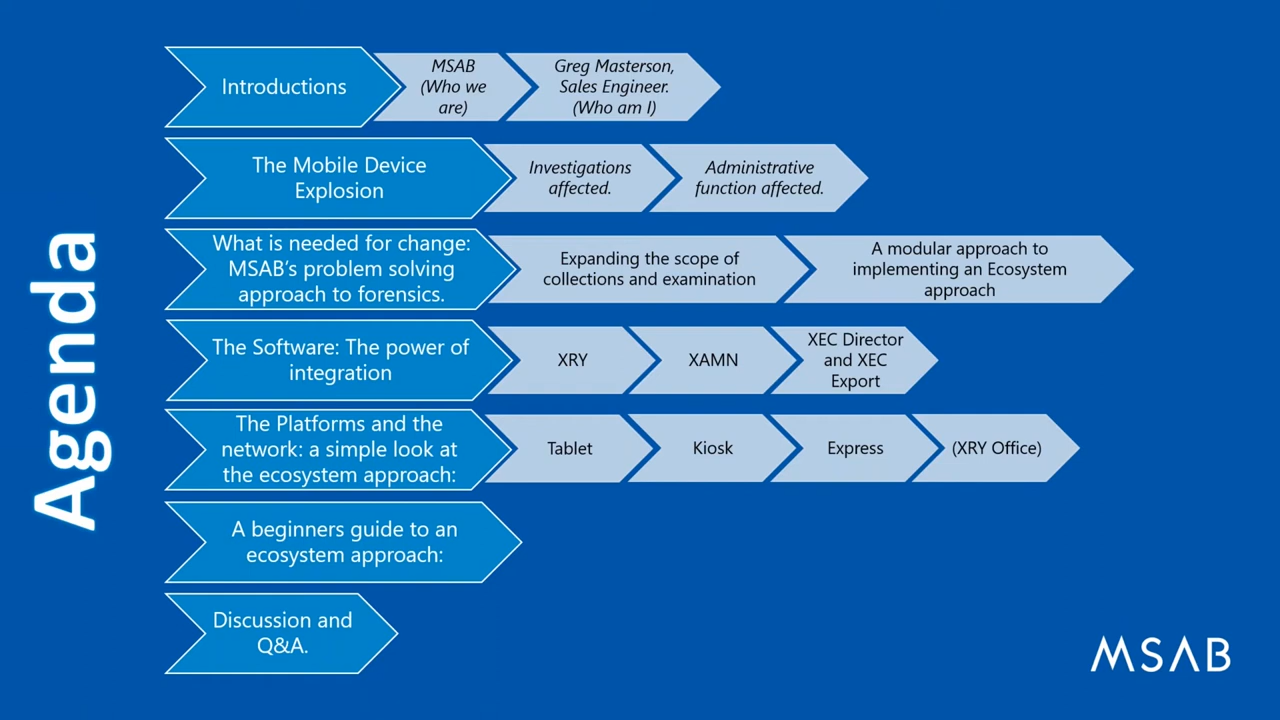 Agenda
Introductions
MSAB
(Who we
are)
Greg Masterson,
Sales Engineer.
(Who am I)
The Mobile Device
Explosion
Investigations
affected.
Administrative
function affected.
What is needed for change:
MSAB's problem solving
approach to forensics.
Expanding the scope of
collections and examination
A modular approach to
implementing an Ecosystem
approach
The Software: The power of
integration
XRY
XAMN
XEC Director
and XEC
Export
The Platforms and the
network: a simple look at
the ecosystem approach:
Tablet
Kiosk
Express
(XRY Office)
A beginners guide to an
ecosystem approach:
Discussion and
Q&A.
MSAB